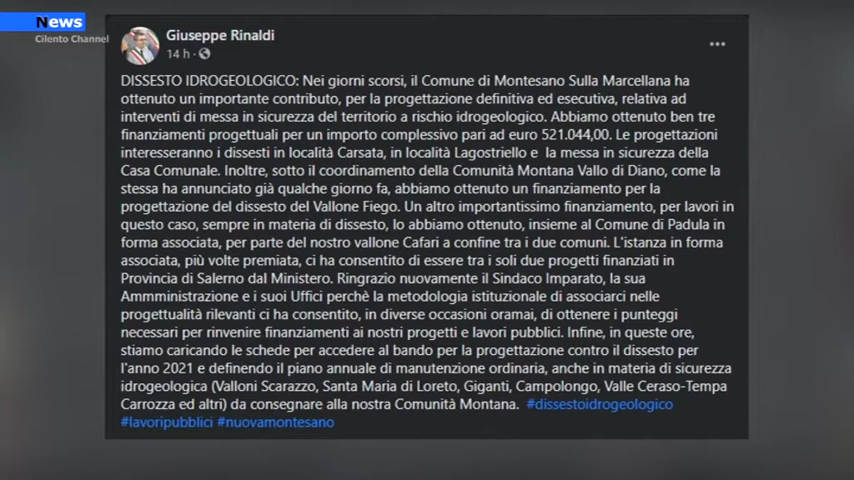 News
Cilento Channel
Giuseppe Rinaldi
14 h ·
DISSESTO IDROGEOLOGICO: Nei giorni scorsi, il Comune di Montesano Sulla Marcellana ha
ottenuto un importante contributo, per la progettazione definitiva ed esecutiva, relativa ad
interventi di messa in sicurezza del territorio a rischio idrogeologico. Abbiamo ottenuto ben tre
finanziamenti progettuali per un importo complessivo pari ad euro 521.044,00. Le progettazioni
interesseranno i dissesti in località Carsata, in località Lagostriello e  la messa in sicurezza della
Casa Comunale. Inoltre, sotto il coordinamento della Comunità Montana Vallo di Diano, come la
stessa ha annunciato già qualche giorno fa, abbiamo ottenuto un finanziamento per la
progettazione del dissesto del Vallone Fiego. Un altro importantissimo finanziamento, per lavori in
questo caso, sempre in materia di dissesto, lo abbiamo ottenuto, insieme al Comune di Padula in
forma associata, per parte del nostro vallone Cafari a confine tra i due comuni. L'istanza in forma
associata, più volte premiata, ci ha consentito di essere tra i soli due progetti finanziati in
Provincia di Salerno dal Ministero. Ringrazio nuovamente il Sindaco Imparato, la sua
Ammministrazione e i suoi Uffici perchè la metodologia istituzionale di associarci nelle
progettualità rilevanti ci ha consentito, in diverse occasioni oramai, di ottenere i punteggi
necessari per rinvenire finanziamenti ai nostri progetti e lavori pubblici. Infine, in queste ore,
stiamo caricando le schede per accedere al bando per la progettazione contro il dissesto per
l'anno 2021 e definendo il piano annuale di manutenzione ordinaria, anche in materia di sicurezza
idrogeologica (Valloni Scarazzo, Santa Maria di Loreto, Giganti, Campolongo, Valle Ceraso-Tempa
Carrozza ed altri) da consegnare alla nostra Comunità Montana.  #dissestoidrogeologico
#lavoripubblici #nuovamontesano